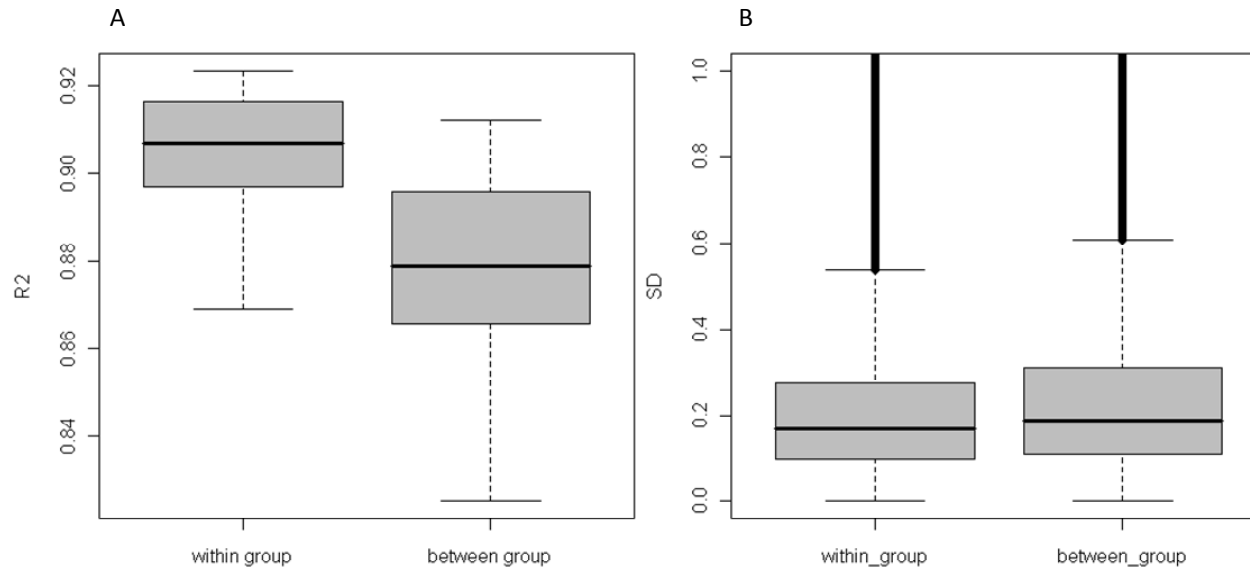 A
R2
0.92
0.90
0.88
0.86
0.84
within group
between group
B
SD
1.0
0.8
0.6
0.4
0.2
0.0
within_group
between_group